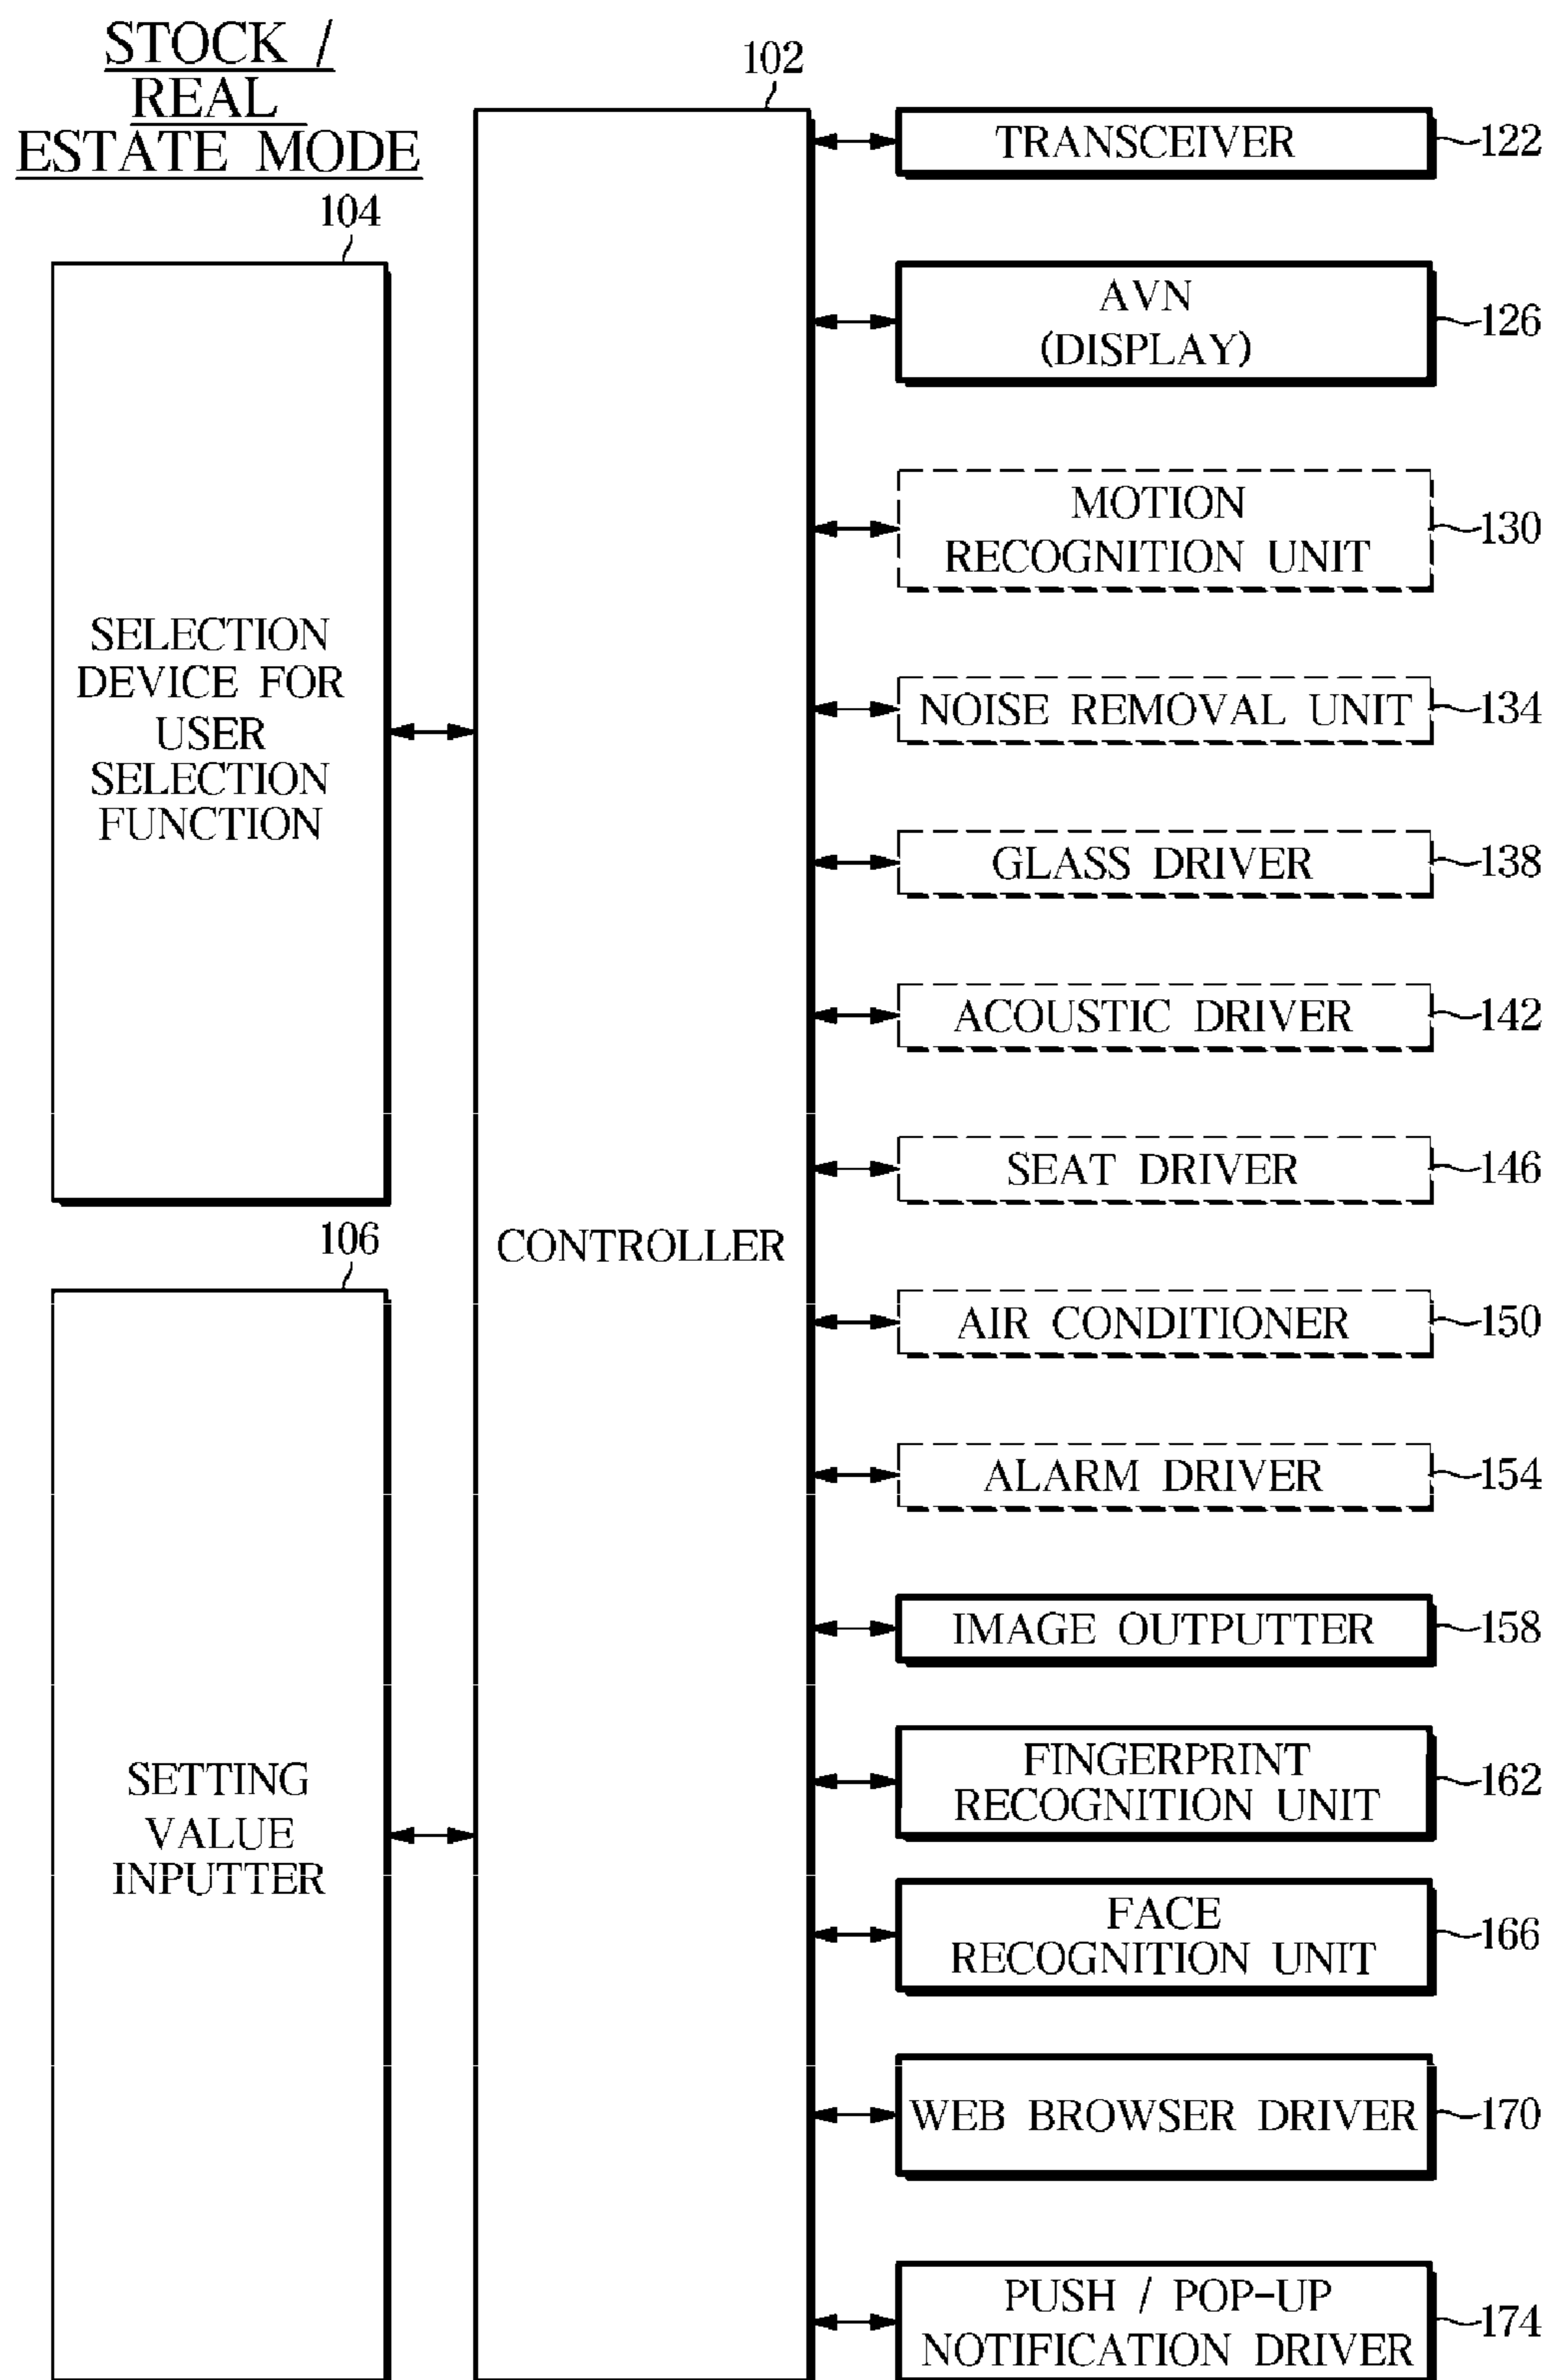 STOCK /
REAL
ESTATE MODE
104
SELECTION
DEVICE FOR
USER
SELECTION
FUNCTION
106
SETTING
VALUE
INPUTTER
102
CONTROLLER
TRANSCEIVER
122
AVN
(DISPLAY)
126
MOTION
RECOGNITION UNIT
130
NOISE REMOVAL UNIT
134
GLASS DRIVER
138
ACOUSTIC DRIVER
142
SEAT DRIVER
146
AIR CONDITIONER
150
ALARM DRIVER
154
IMAGE OUTPUTTER
158
FINGERPRINT
RECOGNITION UNIT
162
FACE
RECOGNITION UNIT
166
WEB BROWSER DRIVER
170
PUSH / POP-UP
NOTIFICATION DRIVER
174